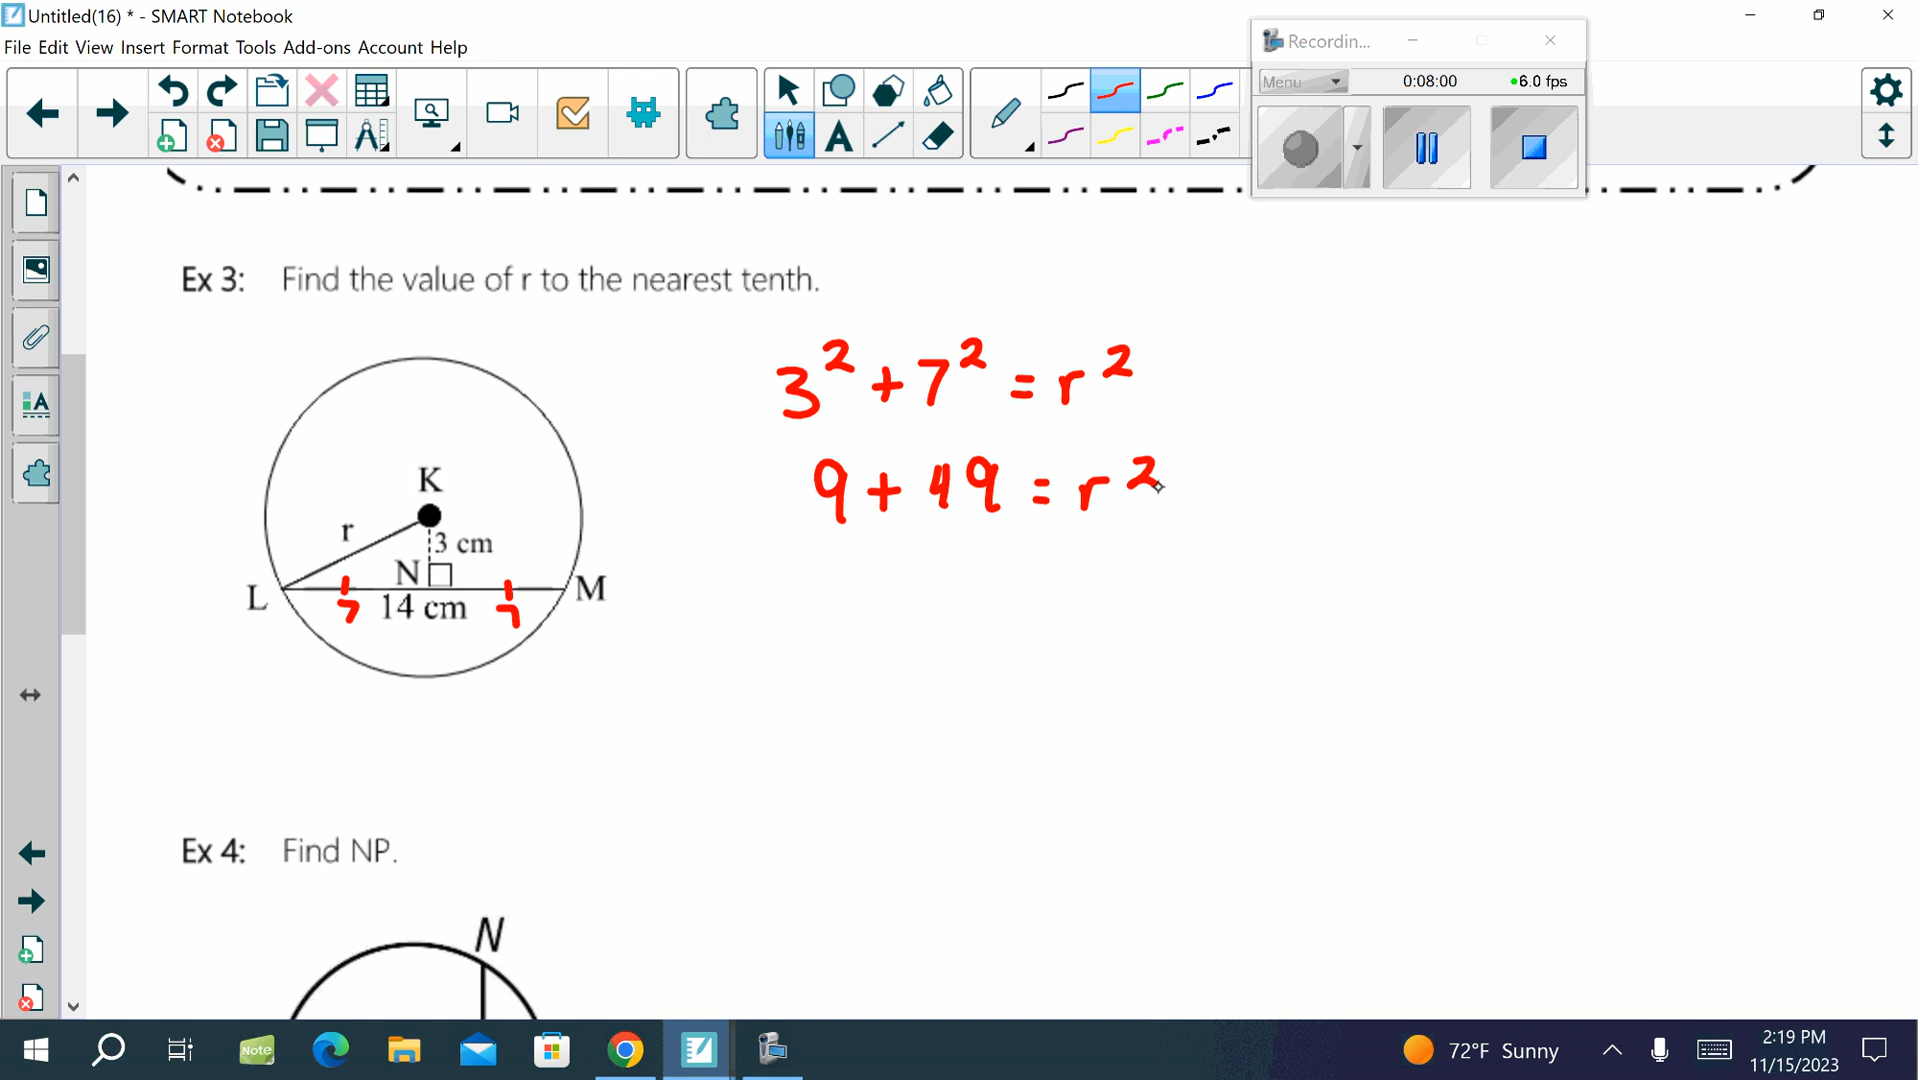 Untitled(16) * - SMART Notebook
File Edit View Insert Format Tools Add-ons Account Help
Recordin...
Menu
0:08:00
6.0 fps
A
A
Ex 3: Find the value of r to the nearest tenth.
3² + 7² = r²
9 + 49 = r²
K
r
3 cm
N
L
M
7
14 cm
7
Ex 4: Find NP.
N
Note
72°F Sunny
2:19 PM
11/15/2023